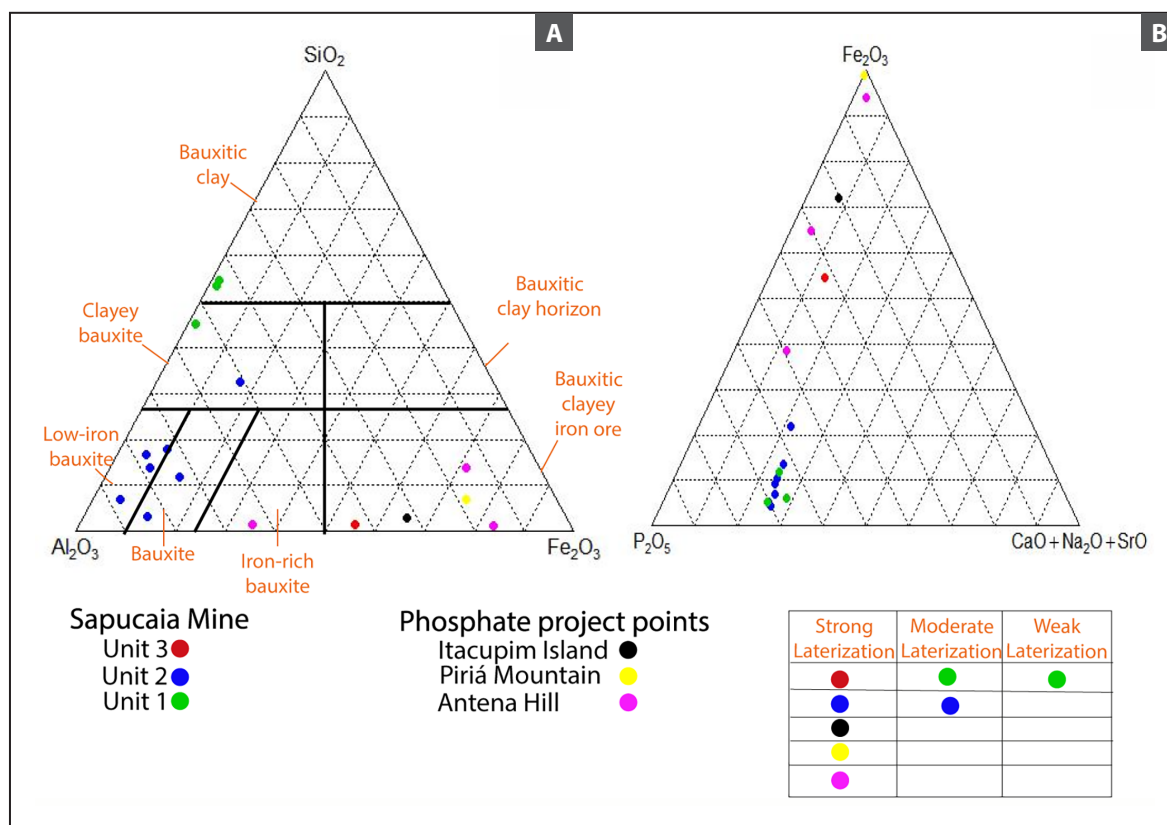 A
SiO2
Bauxitic
clay
Clayey
bauxite
Bauxitic
clay horizon
Bauxitic
clayey
iron ore
Low-iron
bauxite
Al2O3
Bauxite
Iron-rich
bauxite
Fe2O3
B
Fe2O3
P2O5
CaO + Na2O + SrO
Sapucaia Mine
Unit 3
Unit 2
Unit 1
Phosphate project points
Itacupim Island
Piriá Mountain
Antena Hill
Strong Laterization
Moderate Laterization
Weak Laterization